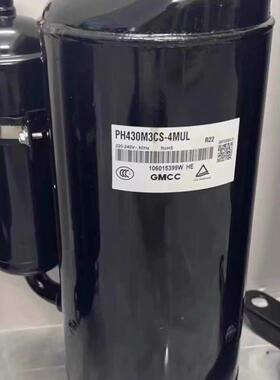 PH430M3CS-4MUL
R22
220-240V~,50Hz RoHS
106015399W HE
GMCC